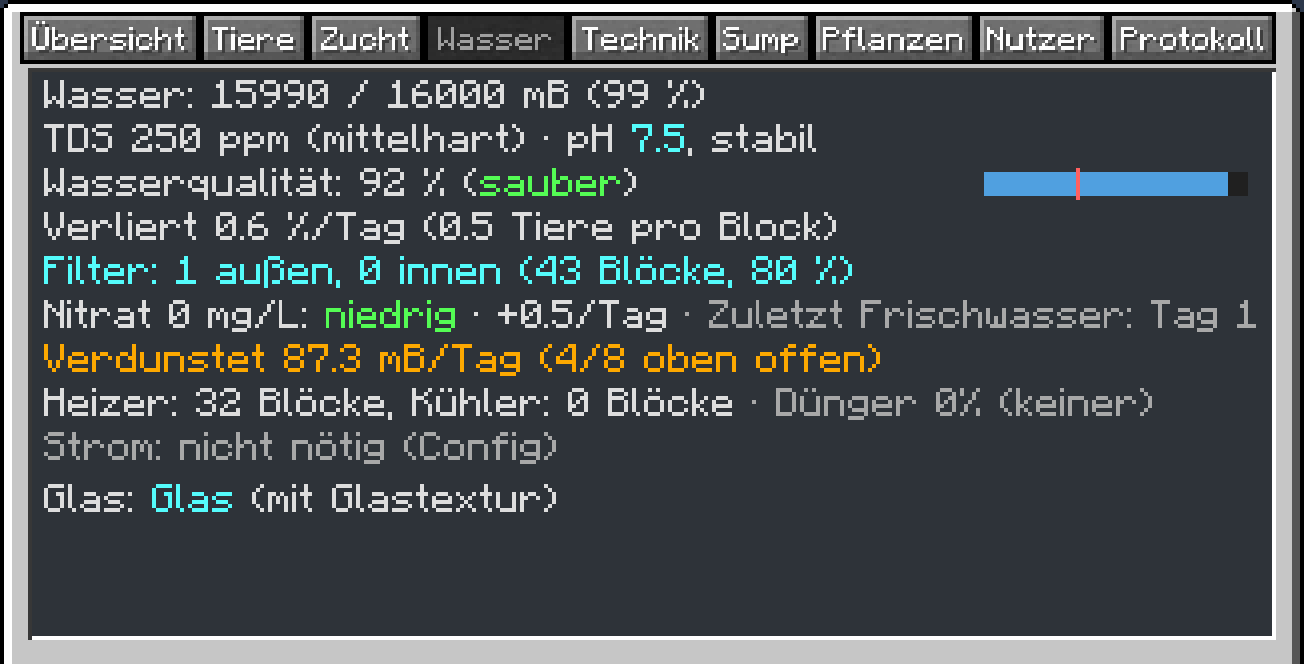 Übersicht Tiere Zucht Wasser Technik Sump Pflanzen Nutzer Protokoll
Wasser: 15990 / 16000 mB (99 %)
TDS 250 ppm (mittelhart) · pH 7.5, stabil
Wasserqualität: 92 % (sauber)
Verliert 0.6 %/Tag (0.5 Tiere pro Block)
Filter: 1 außen, 0 innen (43 Blöcke, 80 %)
Nitrat 0 mg/L: niedrig · +0.5/Tag · Zuletzt Frischwasser: Tag 1
Verdunstet 87.3 mB/Tag (4/8 oben offen)
Heizer: 32 Blöcke, Kühler: 0 Blöcke · Dünger 0% (keiner)
Strom: nicht nötig (Config)
Glas: Glas (mit Glastextur)